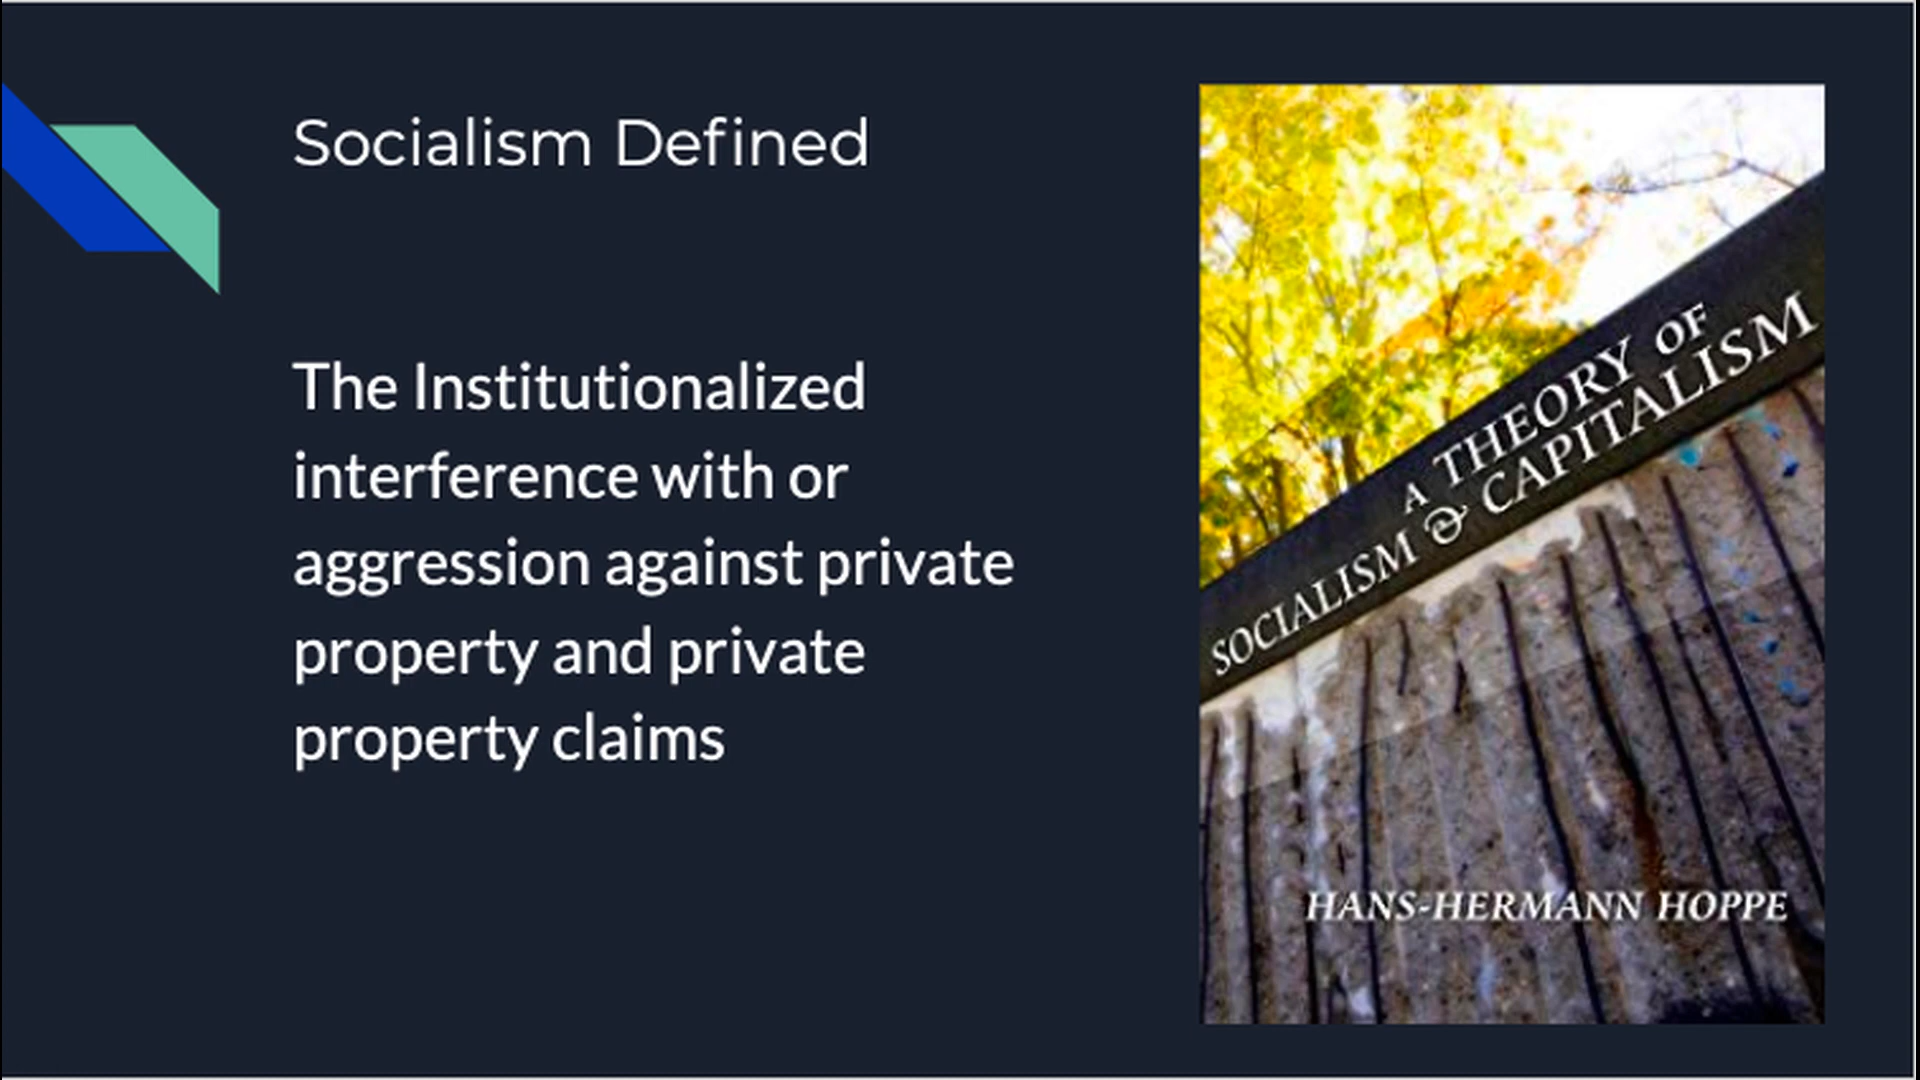 Socialism Defined
The Institutionalized
interference with or
aggression against private
property and private
property claims
A THEORY OF
SOCIALISM & CAPITALISM
HANS-HERMANN HOPPE